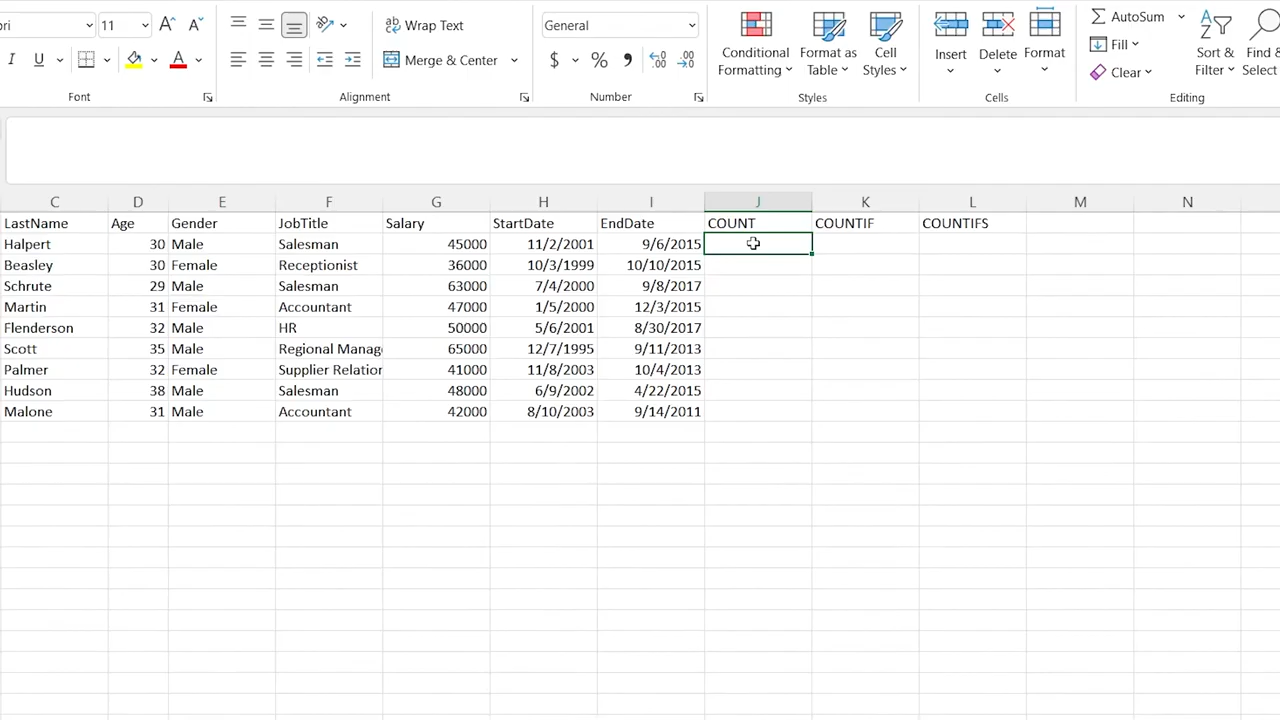 pri 11 A A ab Wrap Text General Conditional Formatting Format as Table Cell Styles Insert Delete Format AutoSum Fill Clear Sort & Filter Find & Select
I U A Merge & Center $ % 9
Font Alignment Number Styles Cells Editing
C D E F G H I J K L M N
LastName Age Gender JobTitle Salary StartDate EndDate COUNT COUNTIF COUNTIFS
Halpert 30 Male Salesman 45000 11/2/2001 9/6/2015
Beasley 30 Female Receptionist 36000 10/3/1999 10/10/2015
Schrute 29 Male Salesman 63000 7/4/2000 9/8/2017
Martin 31 Female Accountant 47000 1/5/2000 12/3/2015
Flenderson 32 Male HR 50000 5/6/2001 8/30/2017
Scott 35 Male Regional Manag 65000 12/7/1995 9/11/2013
Palmer 32 Female Supplier Relation 41000 11/8/2003 10/4/2013
Hudson 38 Male Salesman 48000 6/9/2002 4/22/2015
Malone 31 Male Accountant 42000 8/10/2003 9/14/2011